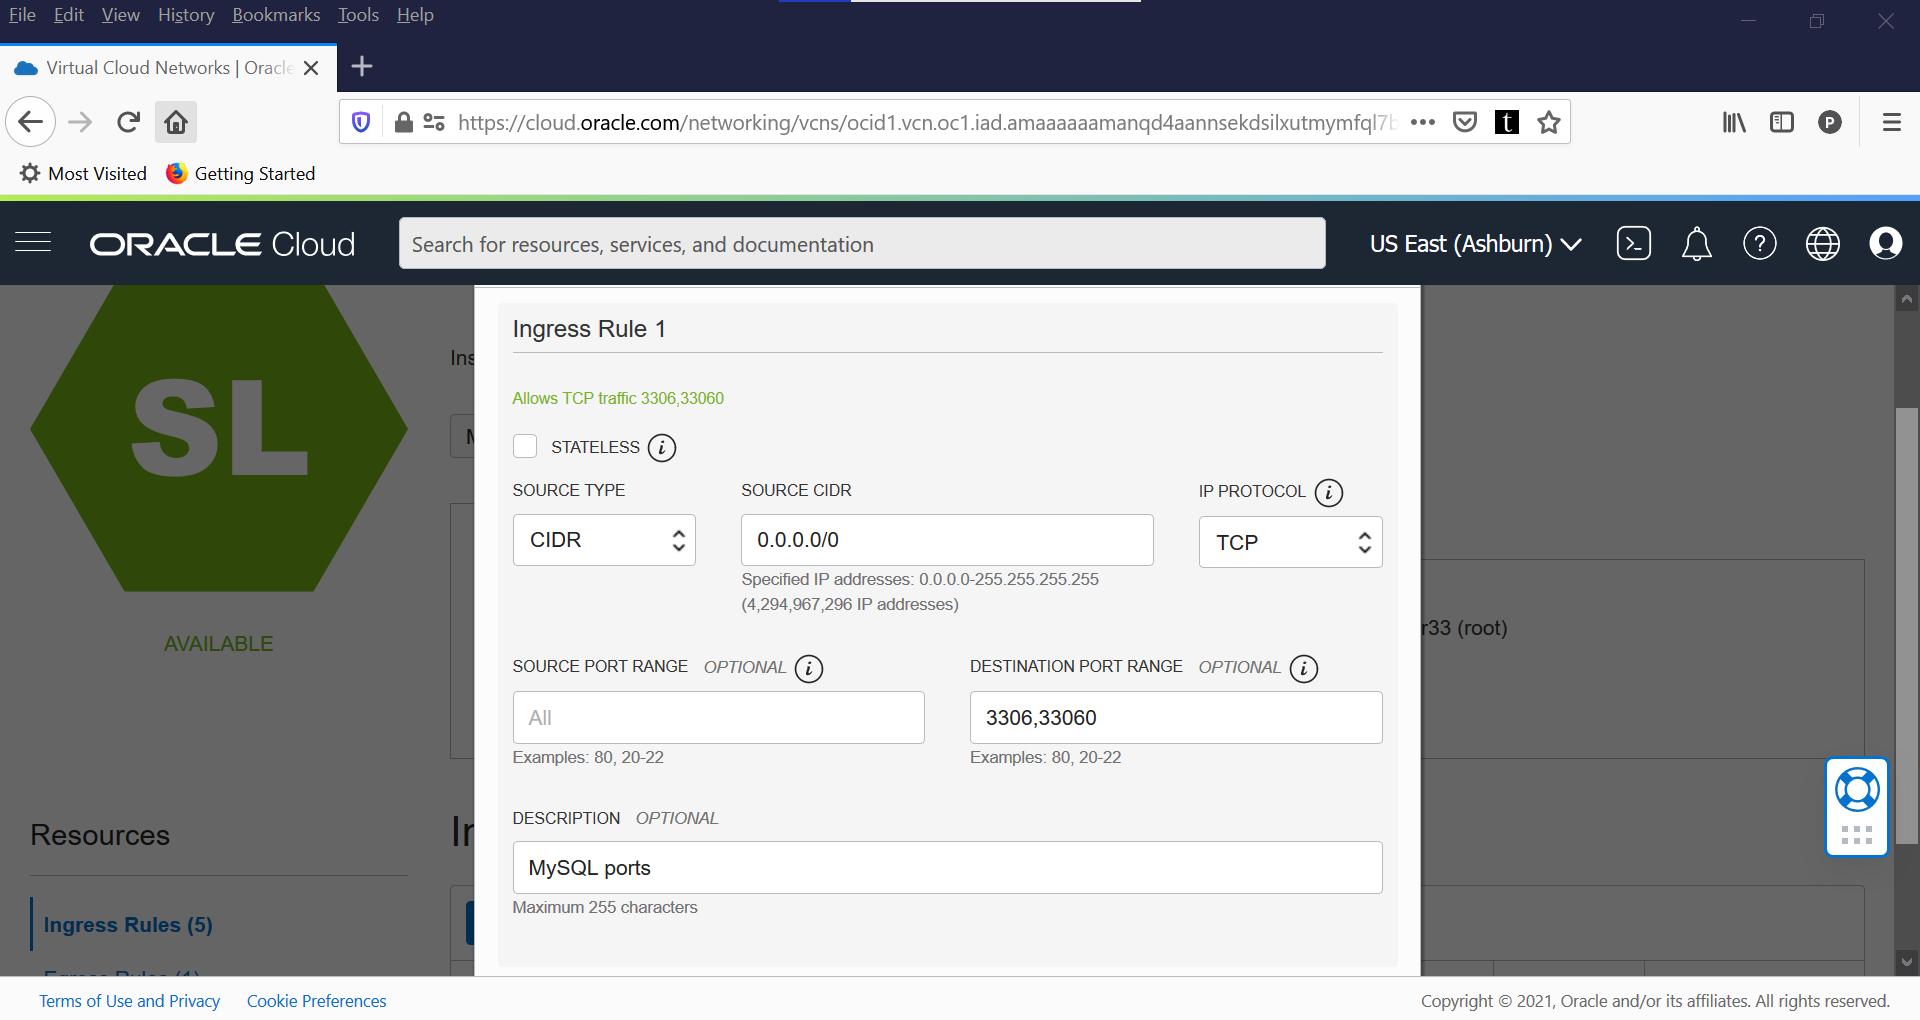 File Edit View History Bookmarks Tools Help
Virtual Cloud Networks | Oracle
https://cloud.oracle.com/networking/vcns/ocid1.vcn.oc1.iad.amaaaaaamanqd4aannsekdsilxutmymfql7b
t
P
Most Visited Getting Started
ORACLE Cloud
Search for resources, services, and documentation
US East (Ashburn)
SL
AVAILABLE
Resources
Ingress Rules (5)
Egress Rules (1)
Ins
Ingress Rule 1
Allows TCP traffic 3306,33060
STATELESS
SOURCE TYPE SOURCE CIDR IP PROTOCOL
CIDR 0.0.0.0/0 TCP
Specified IP addresses: 0.0.0.0-255.255.255.255
(4,294,967,296 IP addresses)
r33 (root)
SOURCE PORT RANGE OPTIONAL DESTINATION PORT RANGE OPTIONAL
All 3306,33060
Examples: 80, 20-22 Examples: 80, 20-22
DESCRIPTION OPTIONAL
MySQL ports
Maximum 255 characters
Terms of Use and Privacy Cookie Preferences
Copyright © 2021, Oracle and/or its affiliates. All rights reserved.